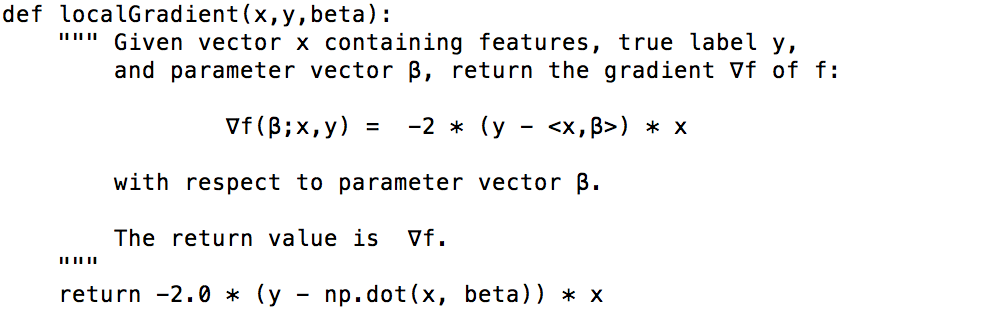 def localGradient(x,y,beta):
    """ Given vector x containing features, true label y,
        and parameter vector β, return the gradient ∇f of f:
                ∇f(β;x,y) =  -2 * (y - <x,β>) * x
        with respect to parameter vector β.
        The return value is  ∇f.
    """
    return -2.0 * (y - np.dot(x, beta)) * x